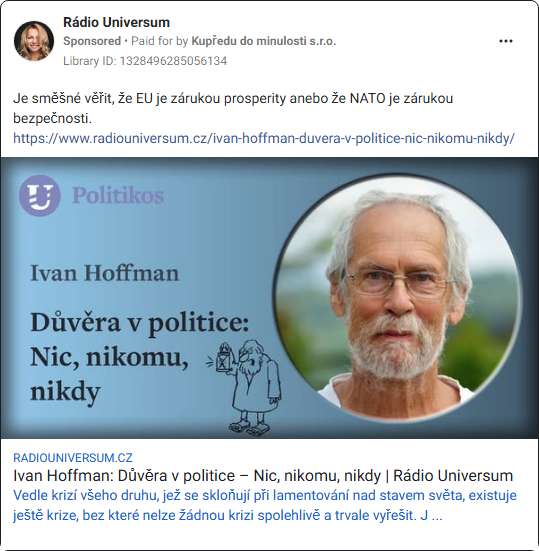 Rádio Universum
Sponsored • Paid for by Kupředu do minulosti s.r.o.
Library ID: 1328496285056134
Je směšné věřit, že EU je zárukou prosperity anebo že NATO je zárukou
bezpečnosti.
https://www.radiouniversum.cz/ivan-hoffman-duvera-v-politice-nic-nikomu-nikdy/
U Politikos
Ivan Hoffman
Důvěra v politice:
Nic, nikomu,
nikdy
RADIOUNIVERSUM.CZ
Ivan Hoffman: Důvěra v politice – Nic, nikomu, nikdy | Rádio Universum
Vedle krizí všeho druhu, jež se skloňují při lamentování nad stavem světa, existuje
ještě krize, bez které nelze žádnou krizi spolehlivě a trvale vyřešit. J ...